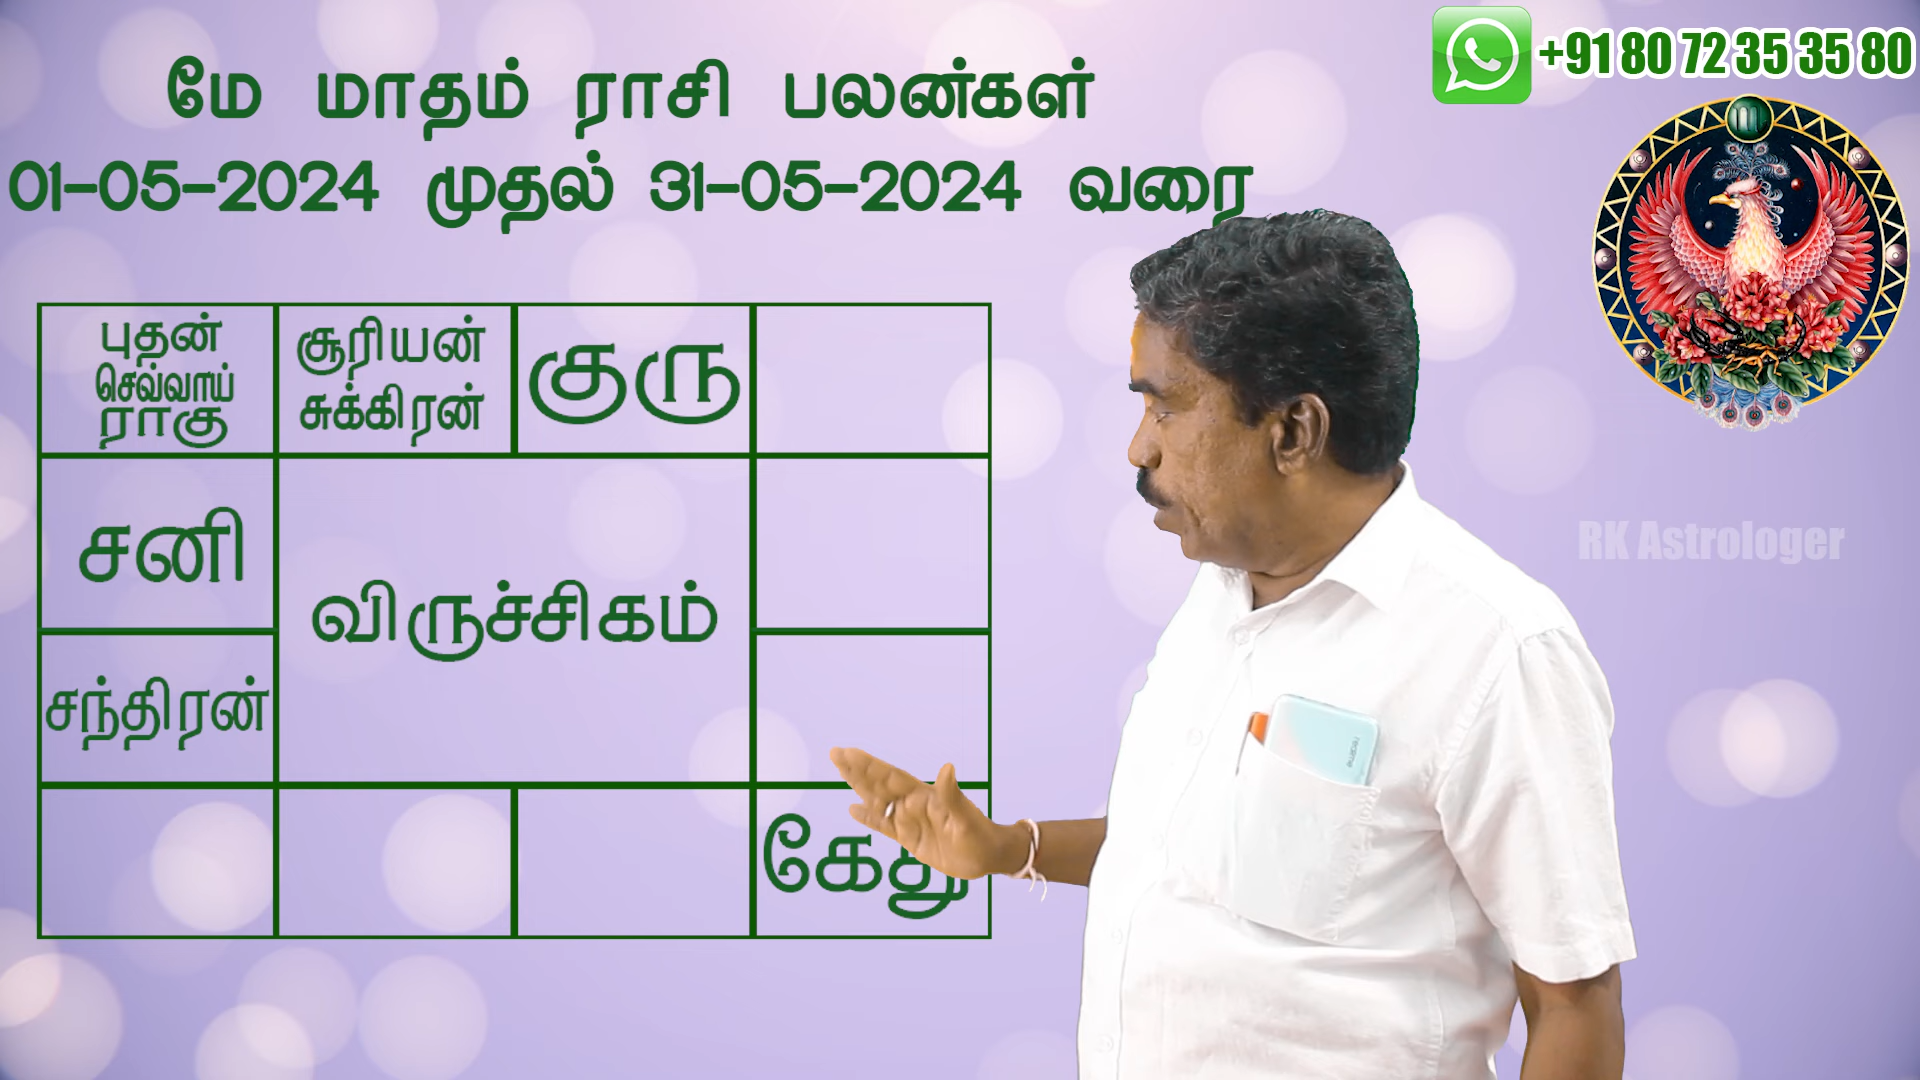 +91 80 72 35 35 80
மே மாதம் ராசி பலன்கள்
01-05-2024 முதல் 31-05-2024 வரை
புதன்
செவ்வாய்
ராகு
சூரியன்
சுக்கிரன்
குரு
சனி
விருச்சிகம்
சந்திரன்
கேது
RK Astrologer
realme